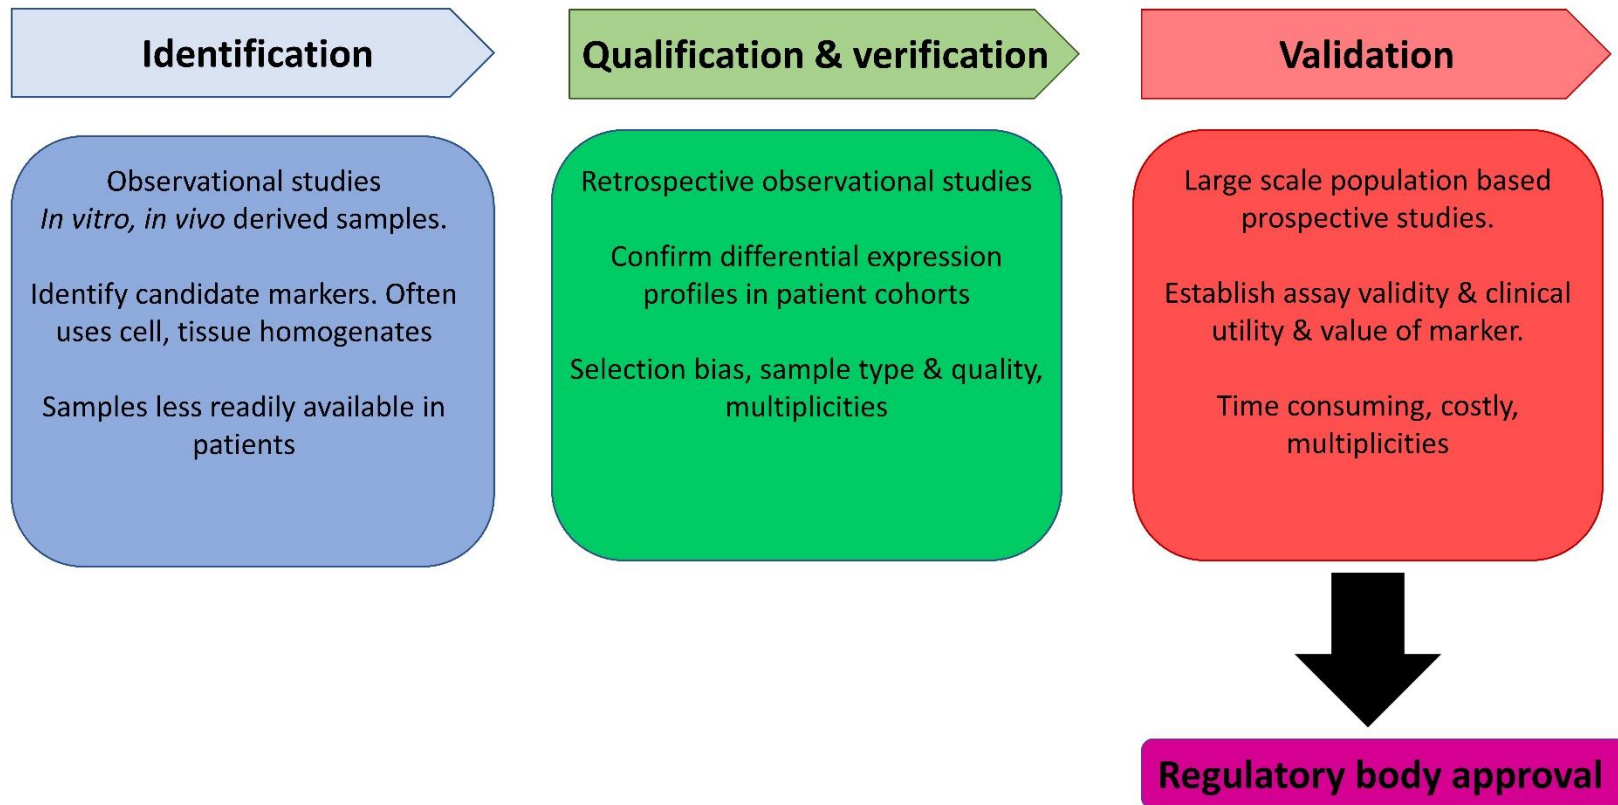 Identification
Qualification & verification
Validation
Observational studies
In vitro, in vivo derived samples.
Identify candidate markers. Often
uses cell, tissue homogenates
Samples less readily available in
patients
Retrospective observational studies
Confirm differential expression
profiles in patient cohorts
Selection bias, sample type & quality,
multiplicities
Large scale population based
prospective studies.
Establish assay validity & clinical
utility & value of marker.
Time consuming, costly,
multiplicities
Regulatory body approval